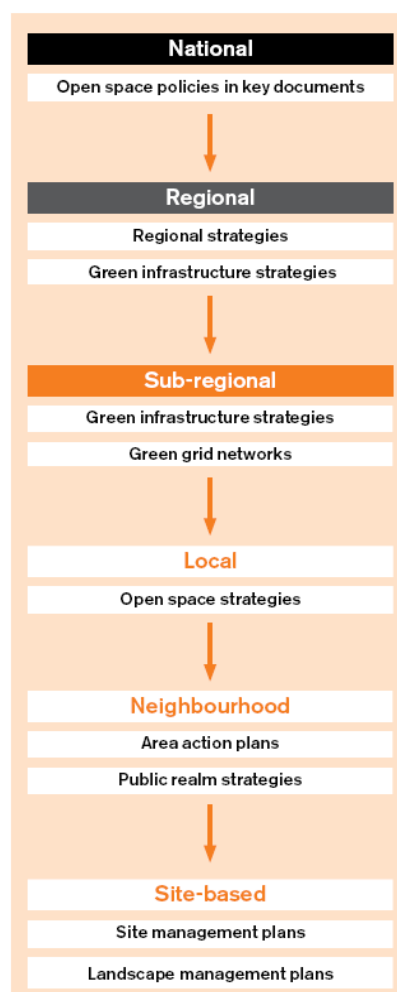 National
Open space policies in key documents
Regional
Regional strategies
Green infrastructure strategies
Sub-regional
Green infrastructure strategies
Green grid networks
Local
Open space strategies
Neighbourhood
Area action plans
Public realm strategies
Site-based
Site management plans
Landscape management plans